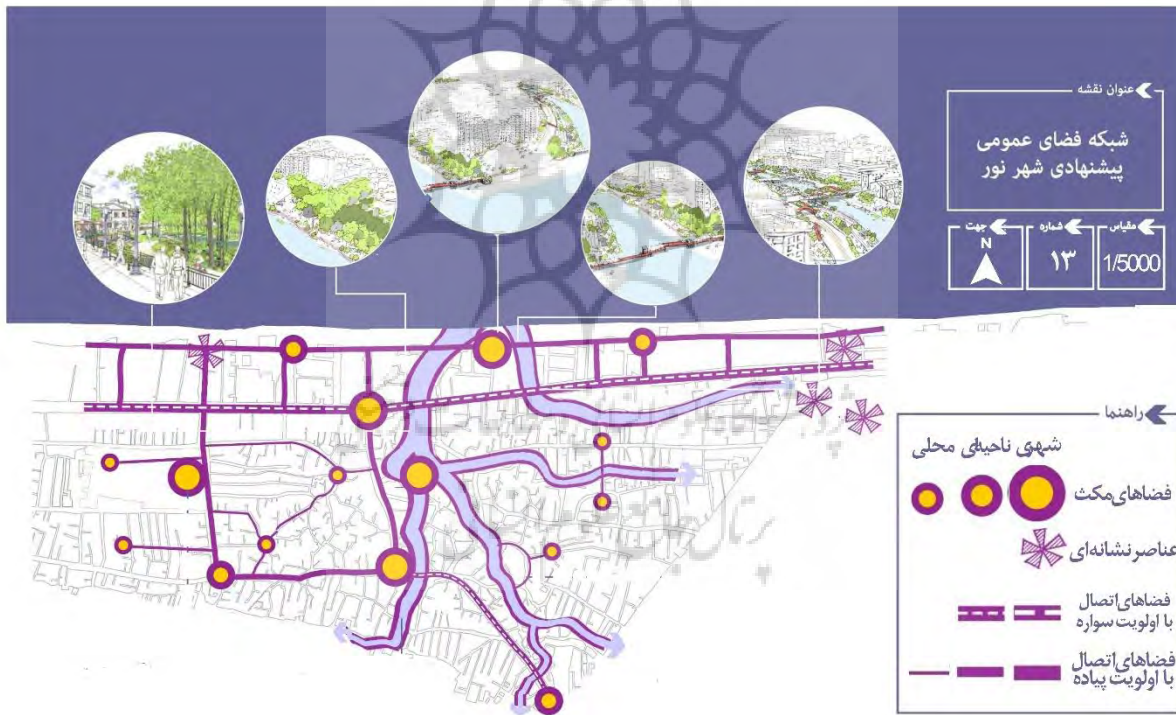 عنوان نقشه
شبکه فضای عمومی
پیشنهادی شهر نور
جهت
شماره
مقیاس
N
۱۳
1/5000
راهنما
شهری ناحیه‌ای محلی
فضاهای مکث
عناصر نشانه‌ای
فضاهای اتصال
با اولویت سواره
فضاهای اتصال
با اولویت پیاده